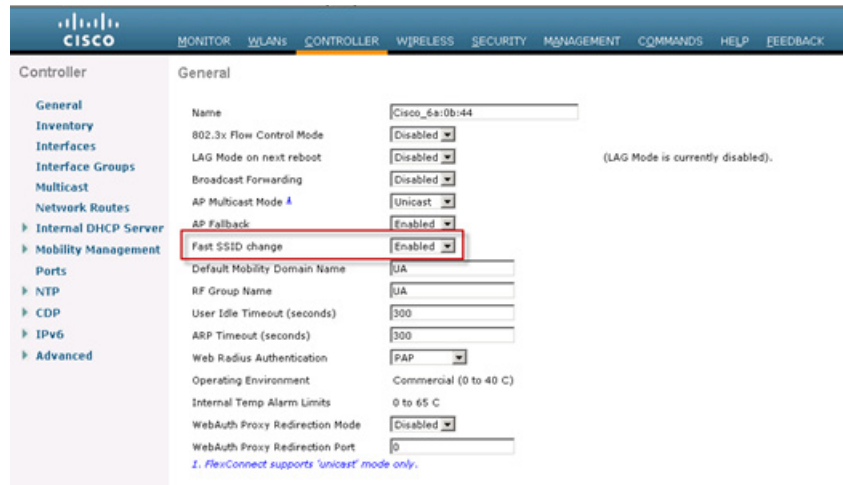 CISCO
MONITOR WLANs CONTROLLER WIRELESS SECURITY MANAGEMENT COMMANDS HELP FEEDBACK
Controller
General
Inventory
Interfaces
Interface Groups
Multicast
Network Routes
Internal DHCP Server
Mobility Management
Ports
NTP
CDP
IPv6
Advanced
General
Name Cisco_6a:0b:44
802.3x Flow Control Mode Disabled
LAG Mode on next reboot Disabled (LAG Mode is currently disabled).
Broadcast Forwarding Disabled
AP Multicast Mode 1 Unicast
AP Fallback Enabled
Fast SSID change Enabled
Default Mobility Domain Name UA
RF Group Name UA
User Idle Timeout (seconds) 300
ARP Timeout (seconds) 300
Web Radius Authentication PAP
Operating Environment Commercial (0 to 40 C)
Internal Temp Alarm Limits 0 to 65 C
WebAuth Proxy Redirection Mode Disabled
WebAuth Proxy Redirection Port 0
1. FlexConnect supports 'unicast' mode only.